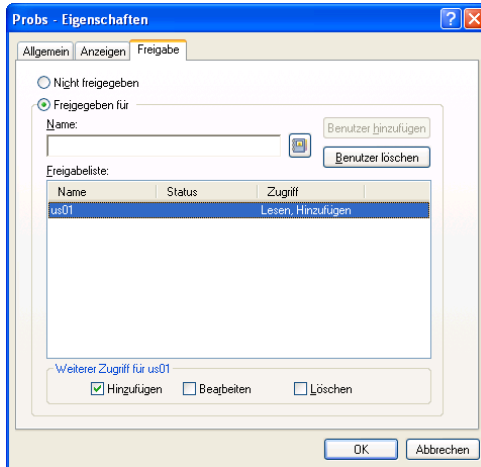 Probs - Eigenschaften
Allgemein Anzeigen Freigabe
Nicht freigegeben
Freigegeben für
Name:
Benutzer hinzufügen
Benutzer löschen
Freigabeliste:
Name Status Zugriff
us01 Lesen, Hinzufügen
Weiterer Zugriff für us01
Hinzufügen Bearbeiten Löschen
OK Abbrechen